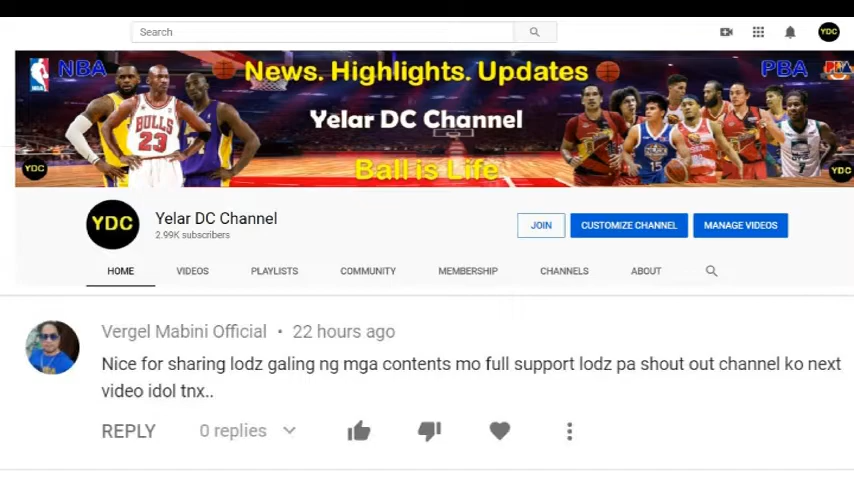 Search
YDC
NBA
News. Highlights. Updates
PBA
Yelar DC Channel
BULLS
23
15
Ball is Life
YDC
YDC
YDC
Yelar DC Channel
2.99K subscribers
JOIN
CUSTOMIZE CHANNEL
MANAGE VIDEOS
HOME
VIDEOS
PLAYLISTS
COMMUNITY
MEMBERSHIP
CHANNELS
ABOUT
Vergel Mabini Official • 22 hours ago
Nice for sharing lodz galing ng mga contents mo full support lodz pa shout out channel ko next
video idol tnx..
REPLY
0 replies